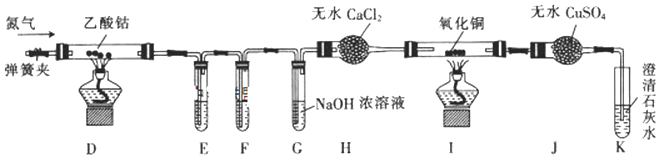 氮气
乙酸钴
无水 CaCl₂
氧化铜
无水 CuSO₄
弹簧夹
NaOH 浓溶液
澄清石灰水
D
E
F
G
H
I
J
K